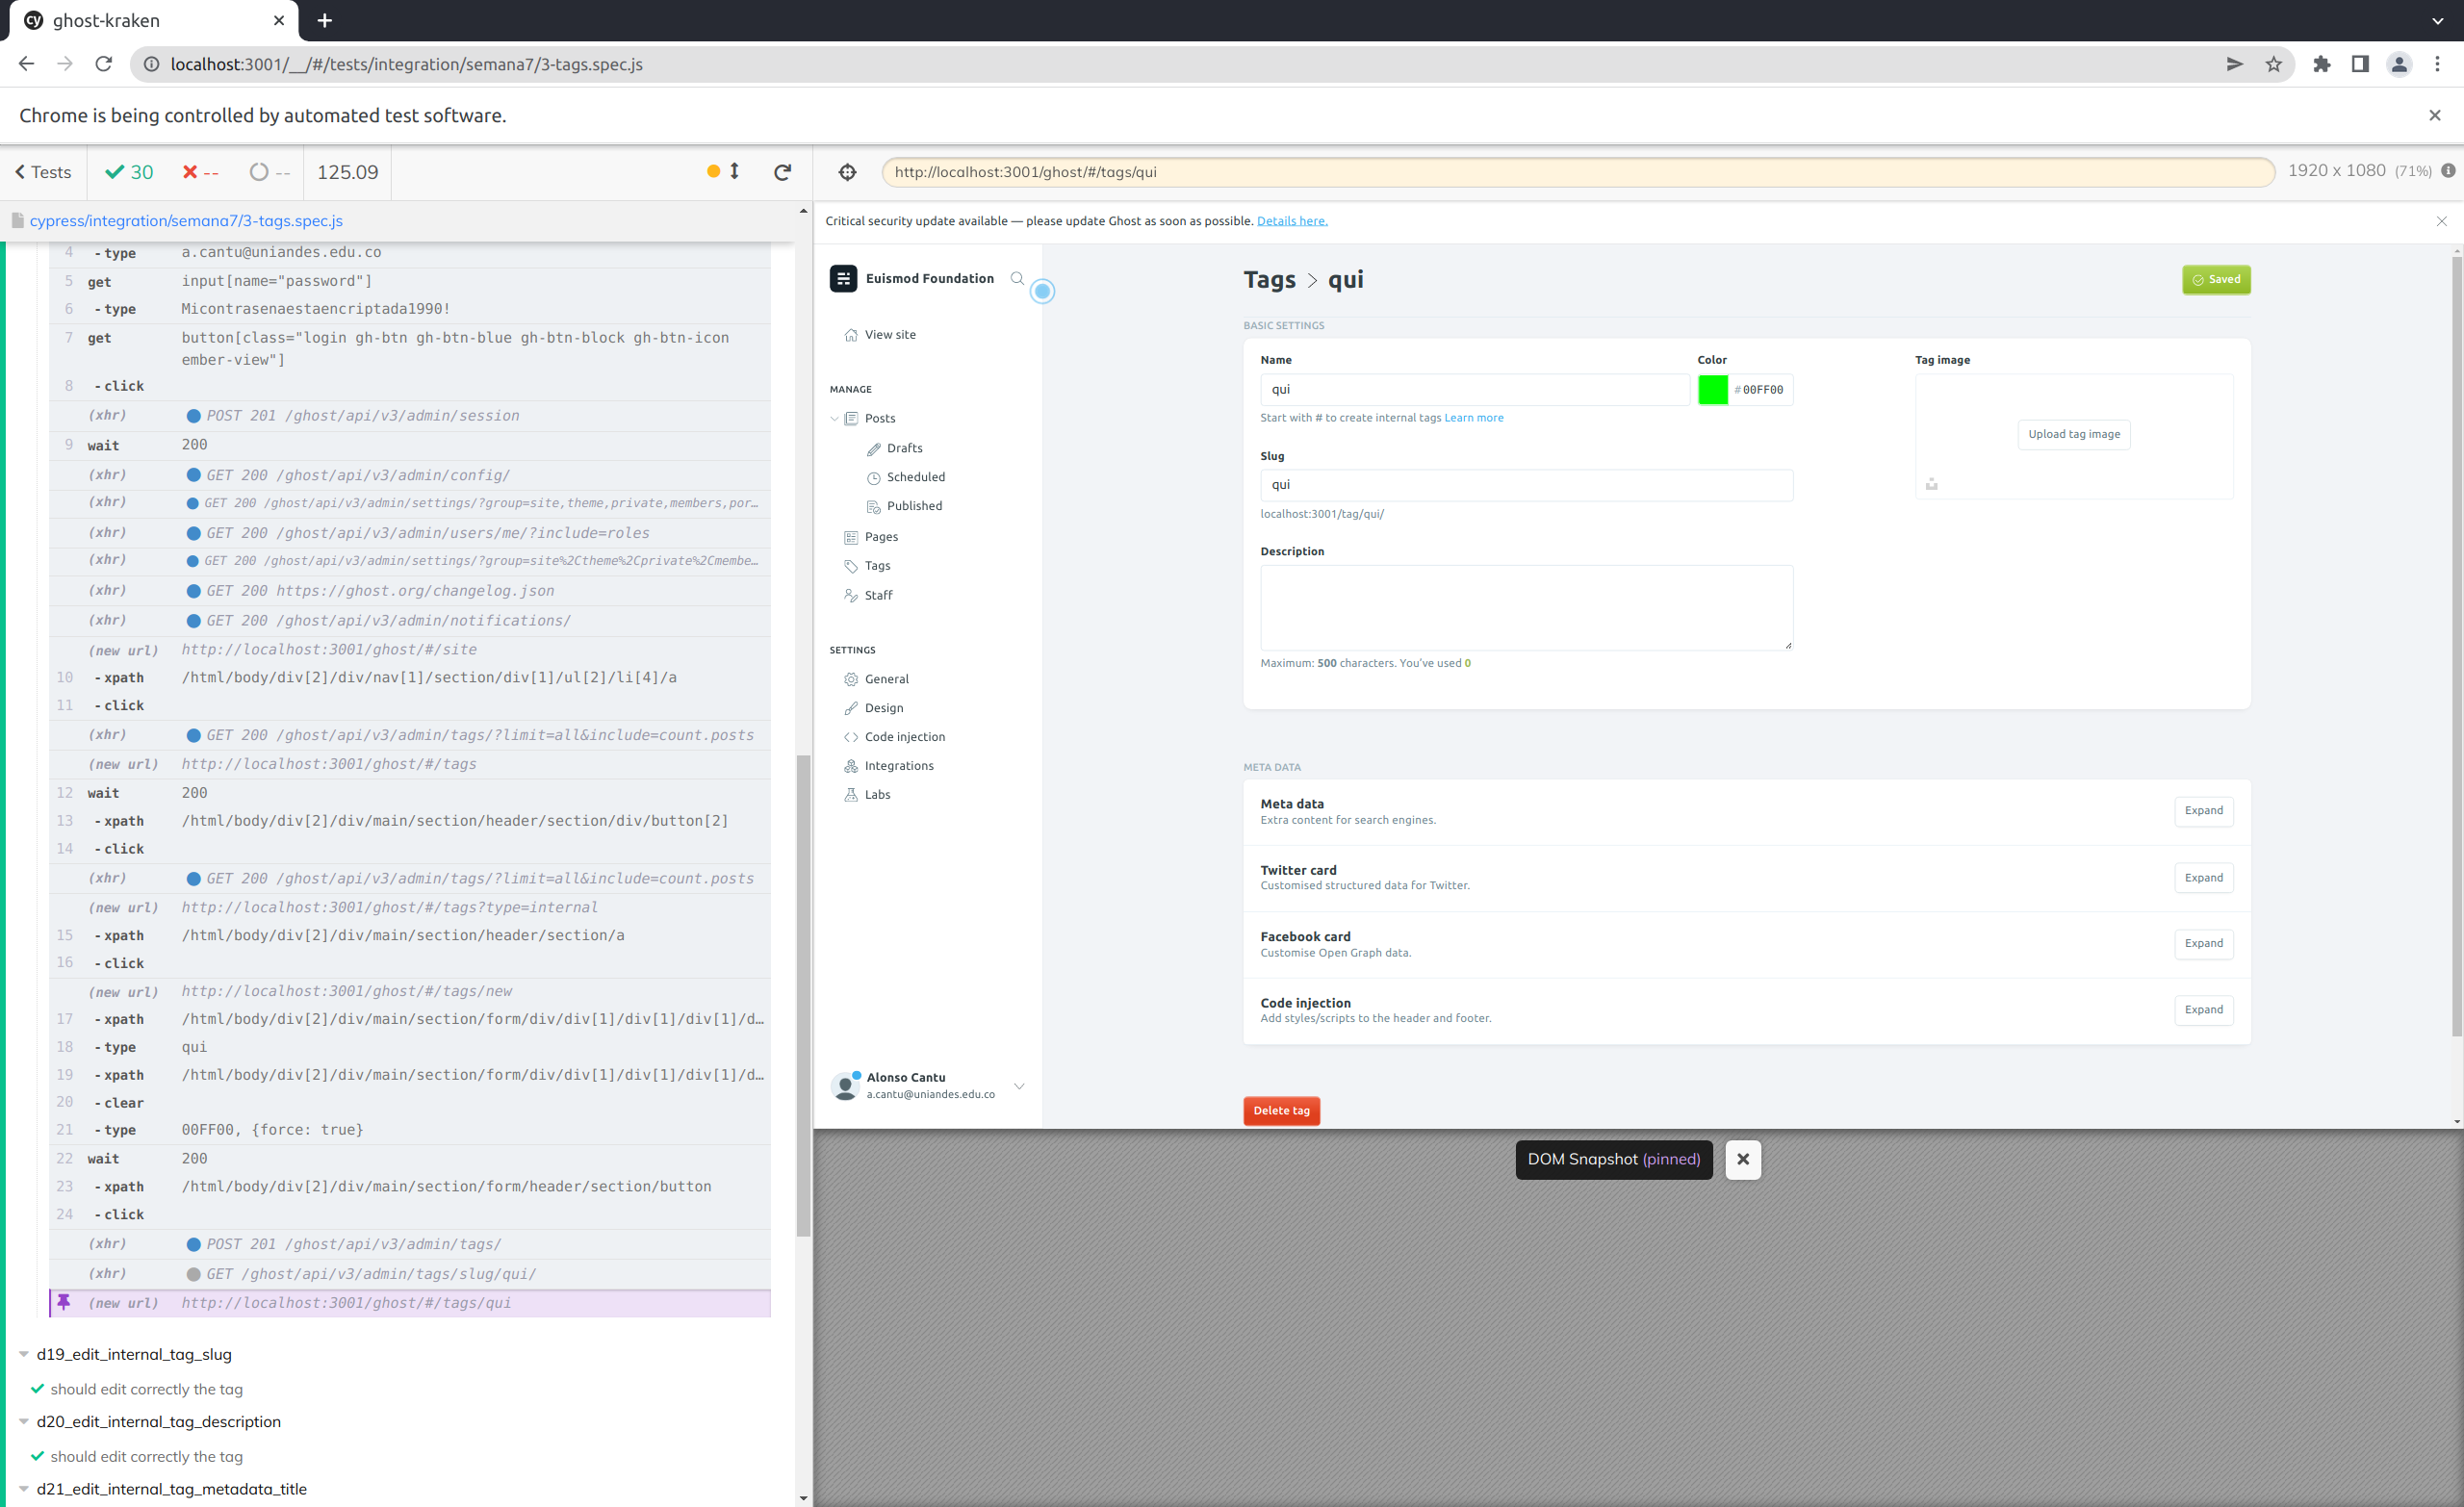 ghost-kraken
localhost:3001/__/#/tests/integration/semana7/3-tags.spec.js
Chrome is being controlled by automated test software.
Tests 30 -- -- 125.09
cypress/integration/semana7/3-tags.spec.js
4 -type a.cantu@uniandes.edu.co
5 get input[name="password"]
6 -type Micontrasenaestaencriptada1990!
7 get button[class="login gh-btn gh-btn-blue gh-btn-block gh-btn-icon
ember-view"]
8 -click
(xhr) POST 201 /ghost/api/v3/admin/session
9 wait 200
(xhr) GET 200 /ghost/api/v3/admin/config/
(xhr) GET 200 /ghost/api/v3/admin/settings/?group=site,theme,private,members,por…
(xhr) GET 200 /ghost/api/v3/admin/users/me/?include=roles
(xhr) GET 200 /ghost/api/v3/admin/settings/?group=site%2Ctheme%2Cprivate%2Cmembe…
(xhr) GET 200 https://ghost.org/changelog.json
(xhr) GET 200 /ghost/api/v3/admin/notifications/
(new url) http://localhost:3001/ghost/#/site
10 -xpath /html/body/div[2]/div/nav[1]/section/div[1]/ul[2]/li[4]/a
11 -click
(xhr) GET 200 /ghost/api/v3/admin/tags/?limit=all&include=count.posts
(new url) http://localhost:3001/ghost/#/tags
12 wait 200
13 -xpath /html/body/div[2]/div/main/section/header/section/div/button[2]
14 -click
(xhr) GET 200 /ghost/api/v3/admin/tags/?limit=all&include=count.posts
(new url) http://localhost:3001/ghost/#/tags?type=internal
15 -xpath /html/body/div[2]/div/main/section/header/section/a
16 -click
(new url) http://localhost:3001/ghost/#/tags/new
17 -xpath /html/body/div[2]/div/main/section/form/div/div[1]/div[1]/div[1]/d…
18 -type qui
19 -xpath /html/body/div[2]/div/main/section/form/div/div[1]/div[1]/div[1]/d…
20 -clear
21 -type 00FF00, {force: true}
22 wait 200
23 -xpath /html/body/div[2]/div/main/section/form/header/section/button
24 -click
(xhr) POST 201 /ghost/api/v3/admin/tags/
(xhr) GET /ghost/api/v3/admin/tags/slug/qui/
(new url) http://localhost:3001/ghost/#/tags/qui
d19_edit_internal_tag_slug
should edit correctly the tag
d20_edit_internal_tag_description
should edit correctly the tag
d21_edit_internal_tag_metadata_title
http://localhost:3001/ghost/#/tags/qui
1920 x 1080 (71%)
Critical security update available — please update Ghost as soon as possible. Details here.
Euismod Foundation
View site
MANAGE
Posts
Drafts
Scheduled
Published
Pages
Tags
Staff
SETTINGS
General
Design
Code injection
Integrations
Labs
Alonso Cantu
a.cantu@uniandes.edu.co
Tags > qui
Saved
BASIC SETTINGS
Name
qui
Start with # to create internal tags Learn more
Color
#00FF00
Slug
qui
localhost:3001/tag/qui/
Description
Maximum: 500 characters. You've used 0
Tag image
Upload tag image
META DATA
Meta data
Extra content for search engines.
Expand
Twitter card
Customised structured data for Twitter.
Expand
Facebook card
Customise Open Graph data.
Expand
Code injection
Add styles/scripts to the header and footer.
Expand
Delete tag
DOM Snapshot (pinned)